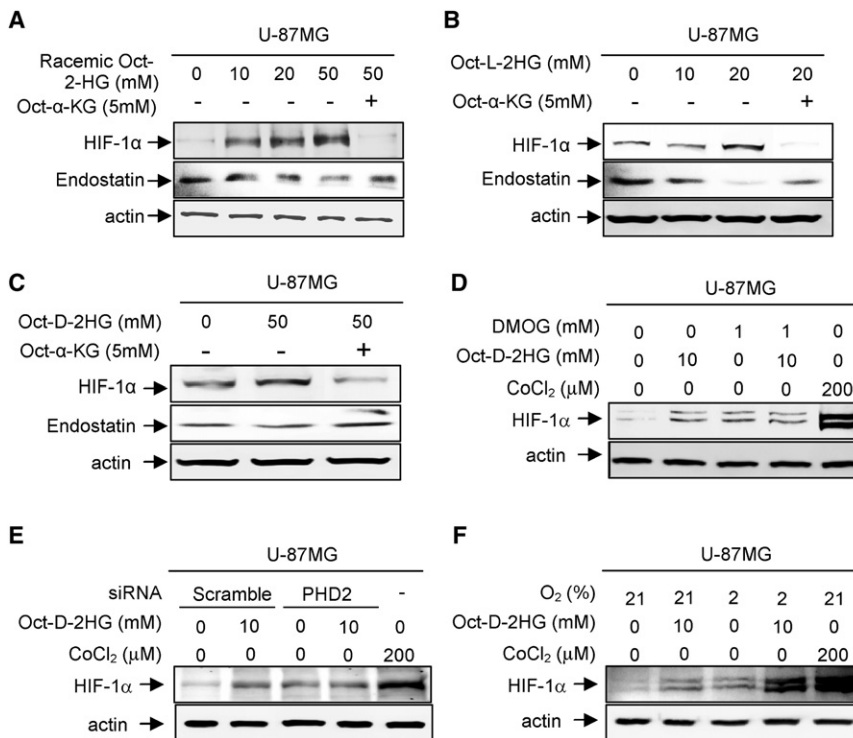 A
U-87MG
Racemic Oct-
2-HG (mM) 0 10 20 50 50
Oct-α-KG (5mM) - - - - +
HIF-1α
Endostatin
actin
B
U-87MG
Oct-L-2HG (mM) 0 10 20 20
Oct-α-KG (5mM) - - - +
HIF-1α
Endostatin
actin
C
U-87MG
Oct-D-2HG (mM) 0 50 50
Oct-α-KG (5mM) - - +
HIF-1α
Endostatin
actin
D
U-87MG
DMOG (mM) 0 0 1 1 0
Oct-D-2HG (mM) 0 10 0 10 0
CoCl₂ (μM) 0 0 0 0 200
HIF-1α
actin
E
U-87MG
siRNA Scramble PHD2 -
Oct-D-2HG (mM) 0 10 0 10 0
CoCl₂ (μM) 0 0 0 0 200
HIF-1α
actin
F
U-87MG
O₂ (%) 21 21 2 2 21
Oct-D-2HG (mM) 0 10 0 10 0
CoCl₂ (μM) 0 0 0 0 200
HIF-1α
actin